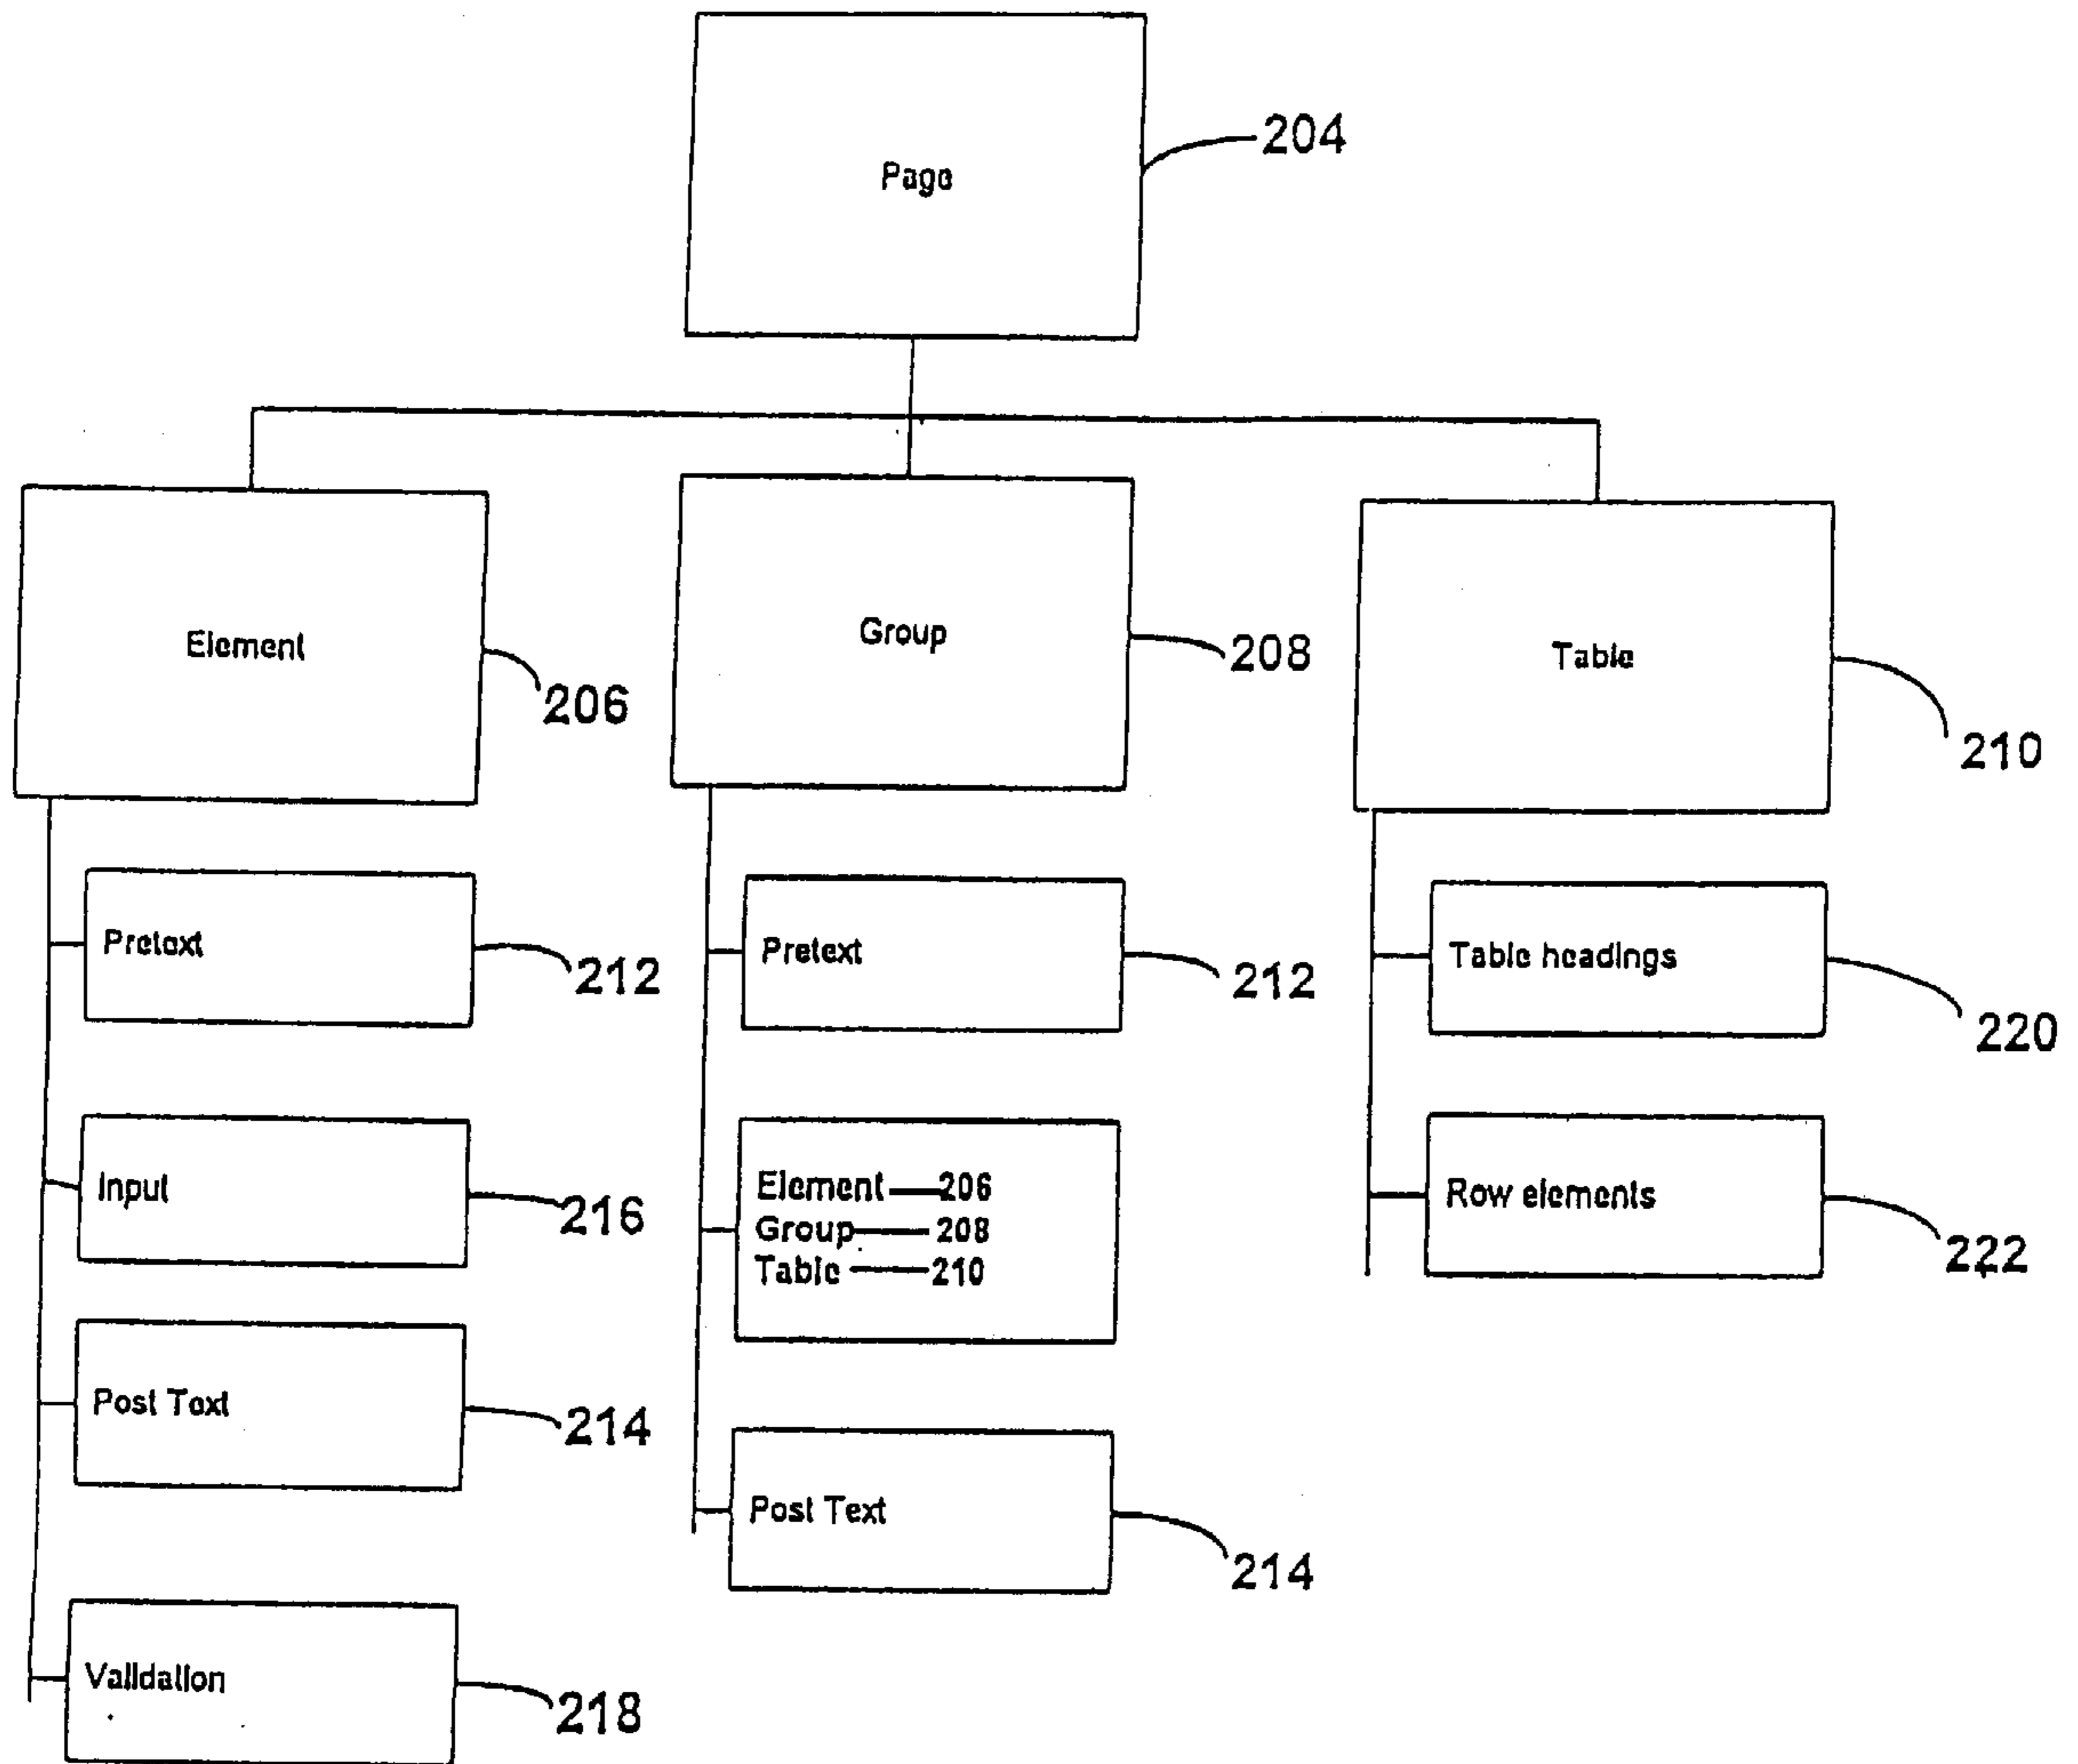 Page
204
Element
206
Group
208
Table
210
Pretext
212
Pretext
212
Table headings
220
Input
216
Element 206
Group 208
Table 210
Row elements
222
Post Text
214
Post Text
214
Validation
218